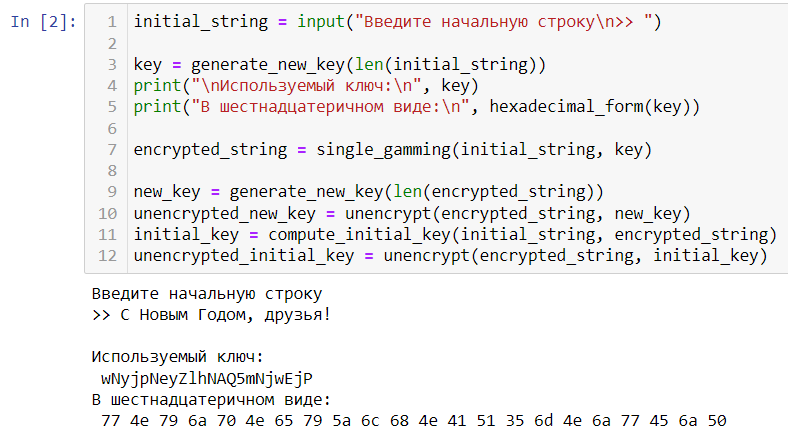 In [2]:
1 initial_string = input("Введите начальную строку\n>> ")
2
3 key = generate_new_key(len(initial_string))
4 print("\nИспользуемый ключ:\n", key)
5 print("В шестнадцатеричном виде:\n", hexadecimal_form(key))
6
7 encrypted_string = single_gamming(initial_string, key)
8
9 new_key = generate_new_key(len(encrypted_string))
10 unencrypted_new_key = unencrypt(encrypted_string, new_key)
11 initial_key = compute_initial_key(initial_string, encrypted_string)
12 unencrypted_initial_key = unencrypt(encrypted_string, initial_key)
Введите начальную строку
>> С Новым Годом, друзья!
Используемый ключ:
wNyjpNeyZlhNAQ5mNjwEjP
В шестнадцатеричном виде:
77 4e 79 6a 70 4e 65 79 5a 6c 68 4e 41 51 35 6d 4e 6a 77 45 6a 50